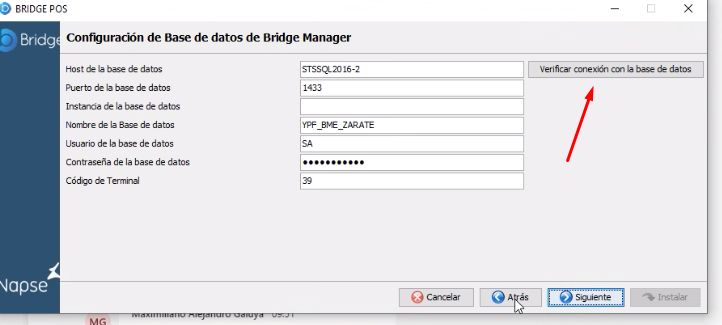 BRIDGE POS
Bridge
Configuración de Base de datos de Bridge Manager
Host de la base de datos STSSQL2016-2 Verificar conexión con la base de datos
Puerto de la base de datos 1433
Instancia de la base de datos
Nombre de la Base de datos YPF_BME_ZARATE
Usuario de la base de datos SA
Contraseña de la base de datos •••••••••••
Código de Terminal 39
Napse
Cancelar Atrás Siguiente Instalar
MG Maximiliano Alejandro